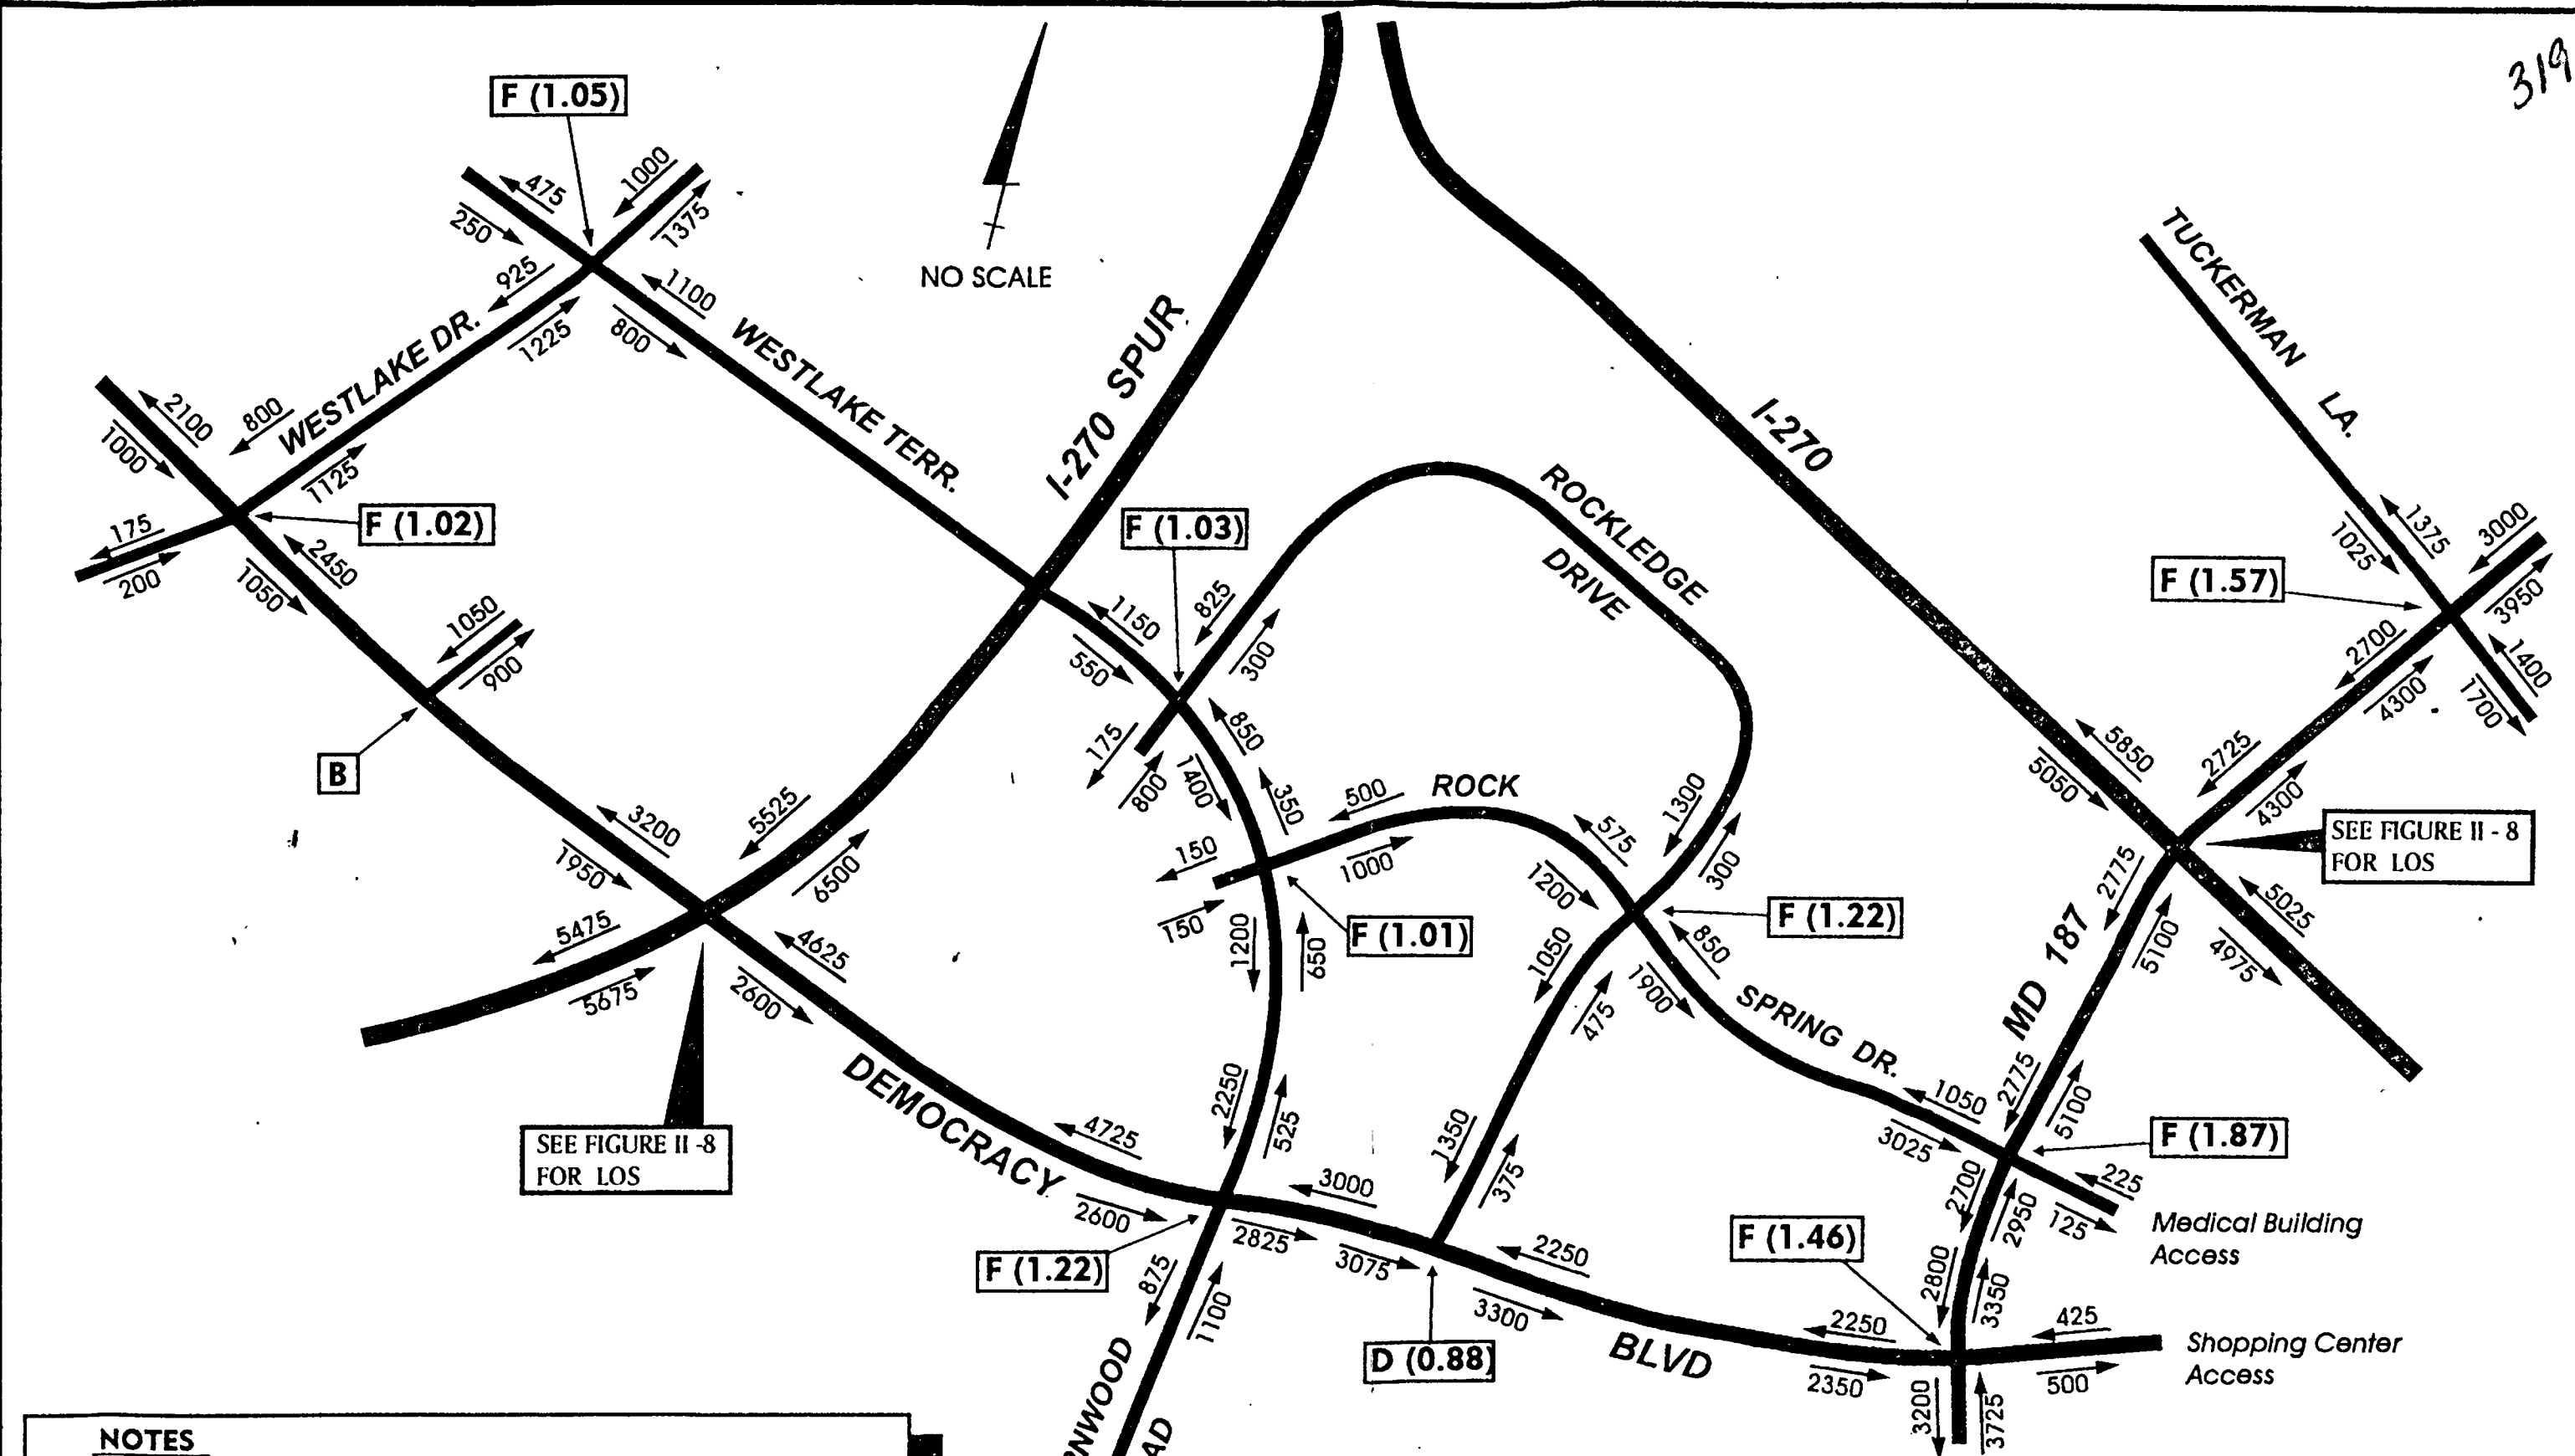 319
F (1.05)
475
1000
250
1375
925
1100
1225
800
WESTLAKE DR.
WESTLAKE TERR.
NO SCALE
I-270 SPUR
I-270
TUCKERMAN LA.
2100
800
1000
1125
F (1.02)
175
200
2450
1050
1050
900
B
F (1.03)
1150
825
550
300
ROCKLEDGE
DRIVE
850
175
800
1400
350
1375
1025
3000
F (1.57)
3950
2700
4300
1400
1700
5850
5050
2725
4300
SEE FIGURE II - 8
FOR LOS
3200
1950
5525
6500
5475
5675
4625
2600
500
ROCK
1000
150
150
1200
650
F (1.01)
575
1200
1300
300
F (1.22)
1050
475
850
1900
SPRING DR.
MD 187
2775
5100
5025
4975
SEE FIGURE II -8
FOR LOS
DEMOCRACY
BLVD
2250
525
4725
2600
3000
2825
3075
1350
375
F (1.22)
875
1100
D (0.88)
2250
3300
1050
3025
2775
5100
F (1.87)
225
125
Medical Building
Access
2700
2950
F (1.46)
2800
3350
2250
2350
425
500
Shopping Center
Access
3200
3725
RNWOOD
AD
NOTES